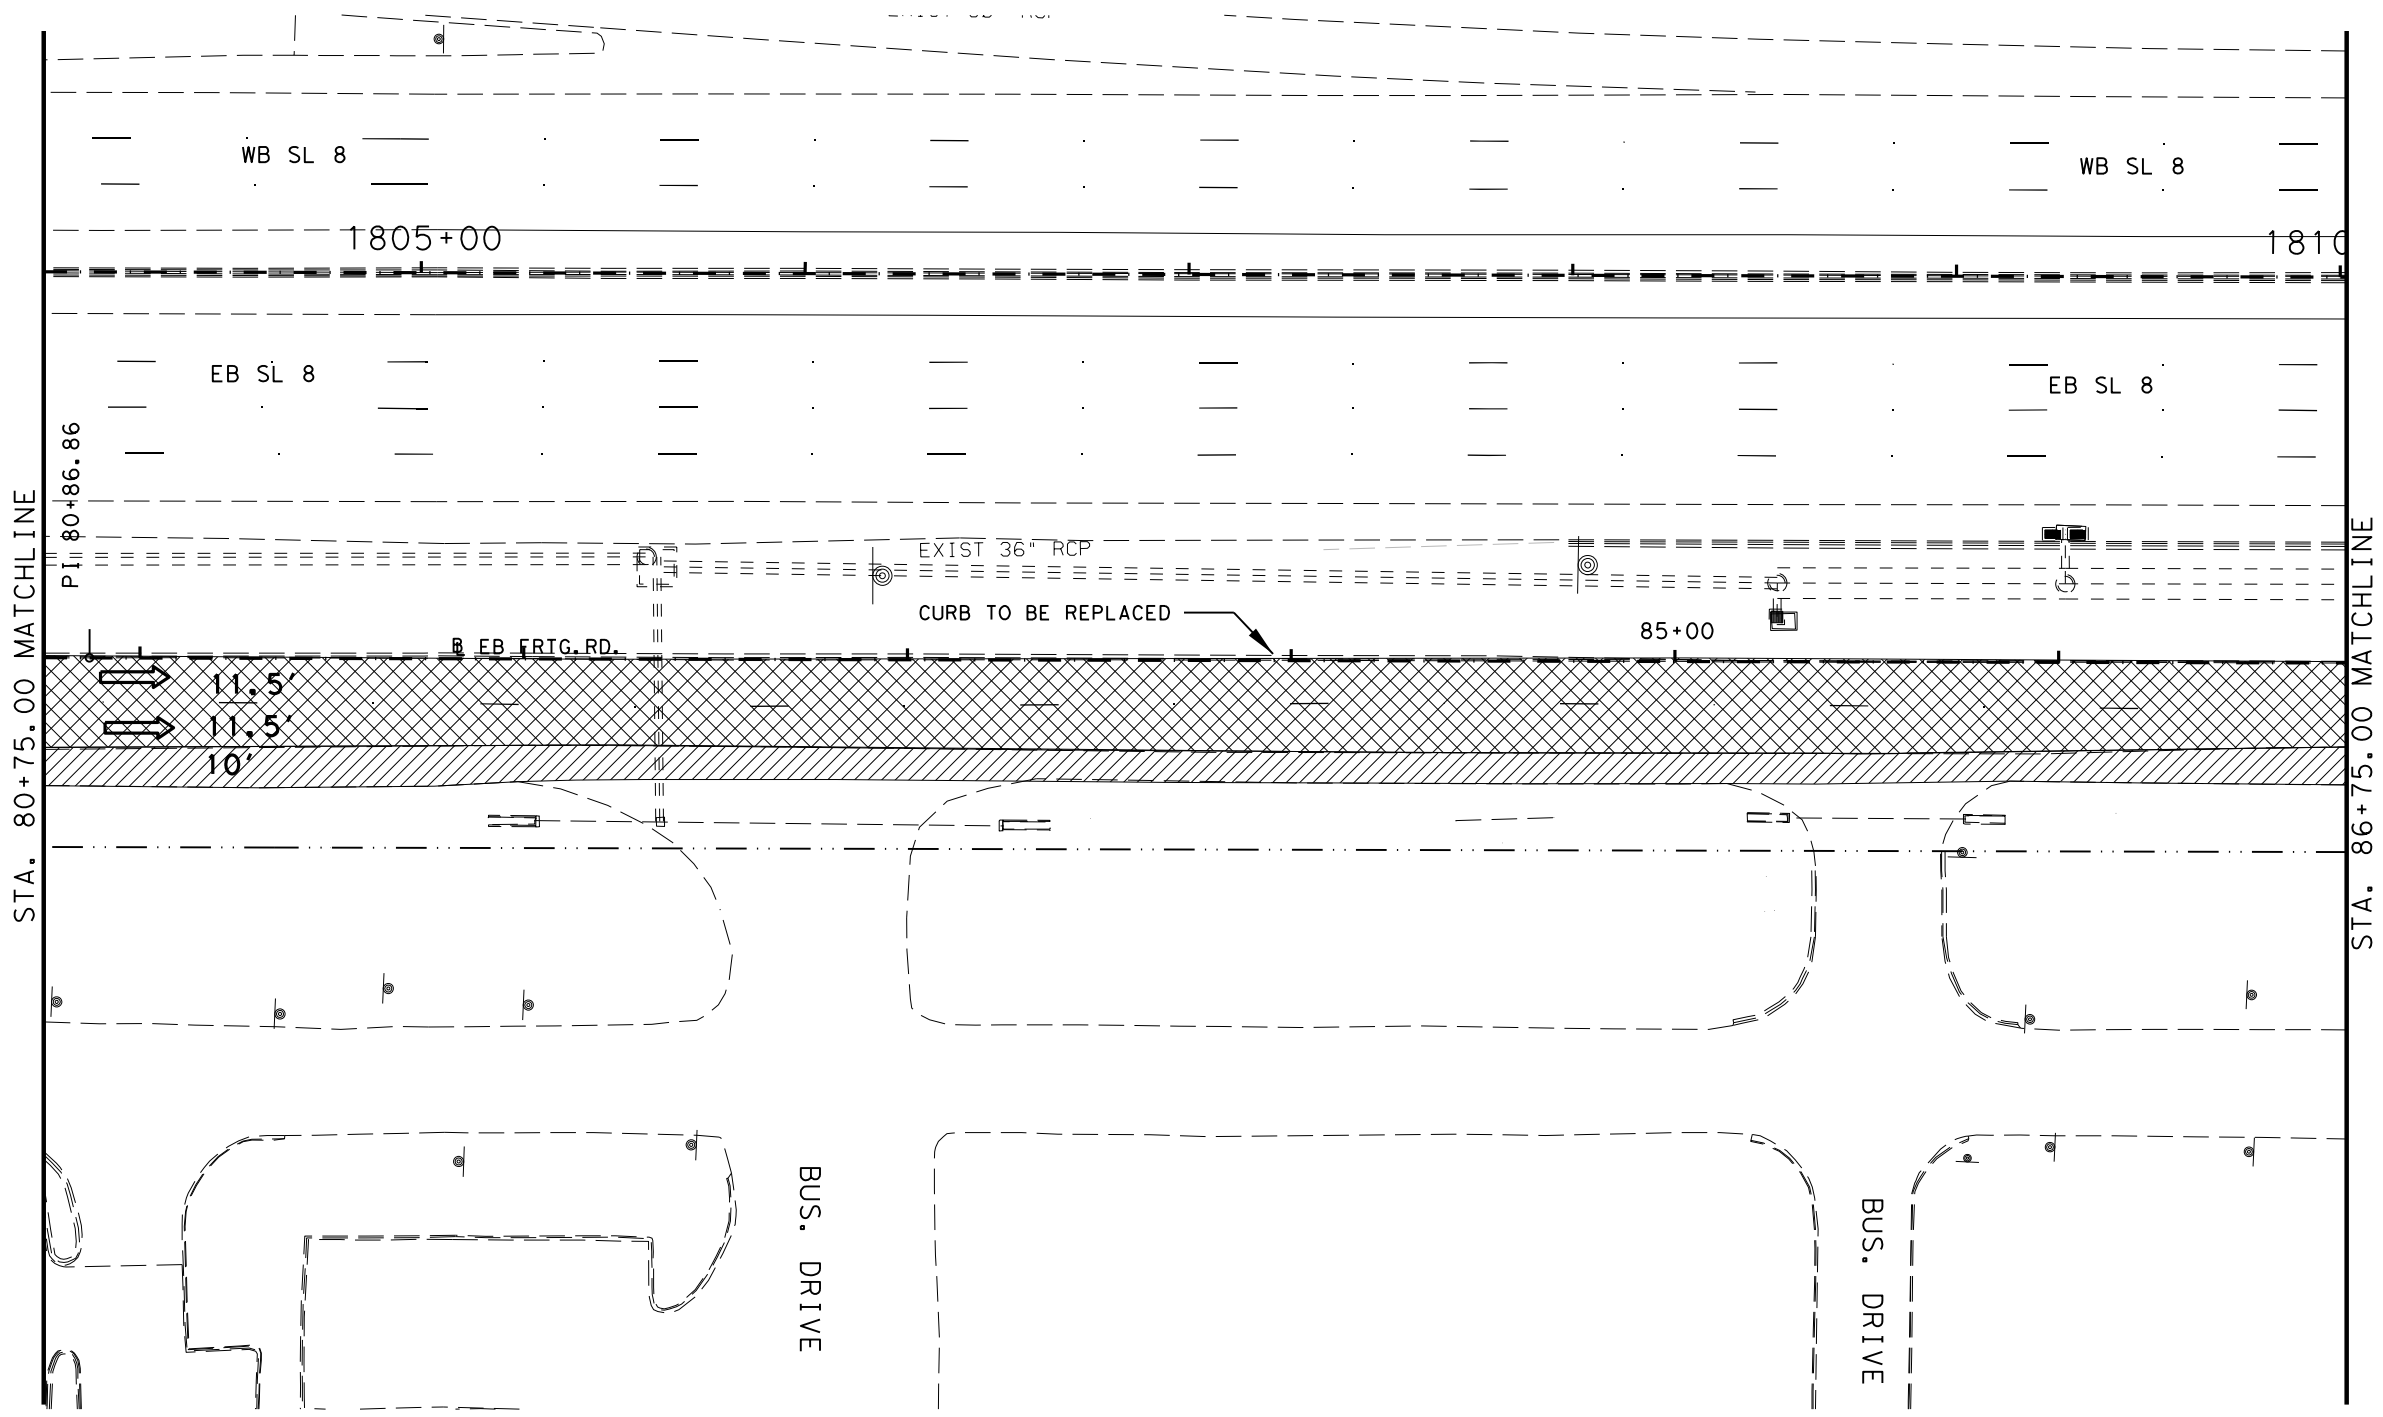 WB SL 8
WB SL 8
1805+00
1810
EB SL 8
EB SL 8
PI 80+86.86
STA. 80+75.00 MATCHLINE
STA. 86+75.00 MATCHLINE
EXIST 36" RCP
CURB TO BE REPLACED
85+00
B EB FRTG.RD.
11.5'
11.5'
10'
BUS. DRIVE
BUS. DRIVE